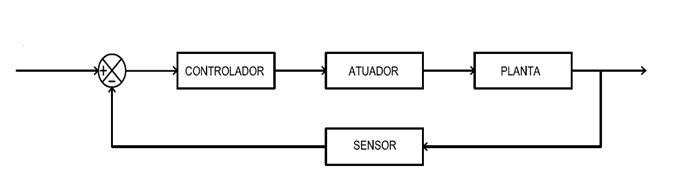 +
-
CONTROLADOR
ATUADOR
PLANTA
SENSOR